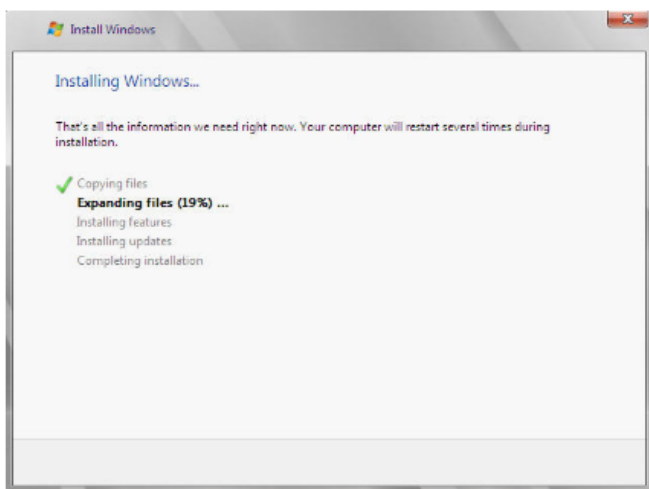 Install Windows
Installing Windows...
That's all the information we need right now. Your computer will restart several times during
installation.
Copying files
Expanding files (19%) ...
Installing features
Installing updates
Completing installation